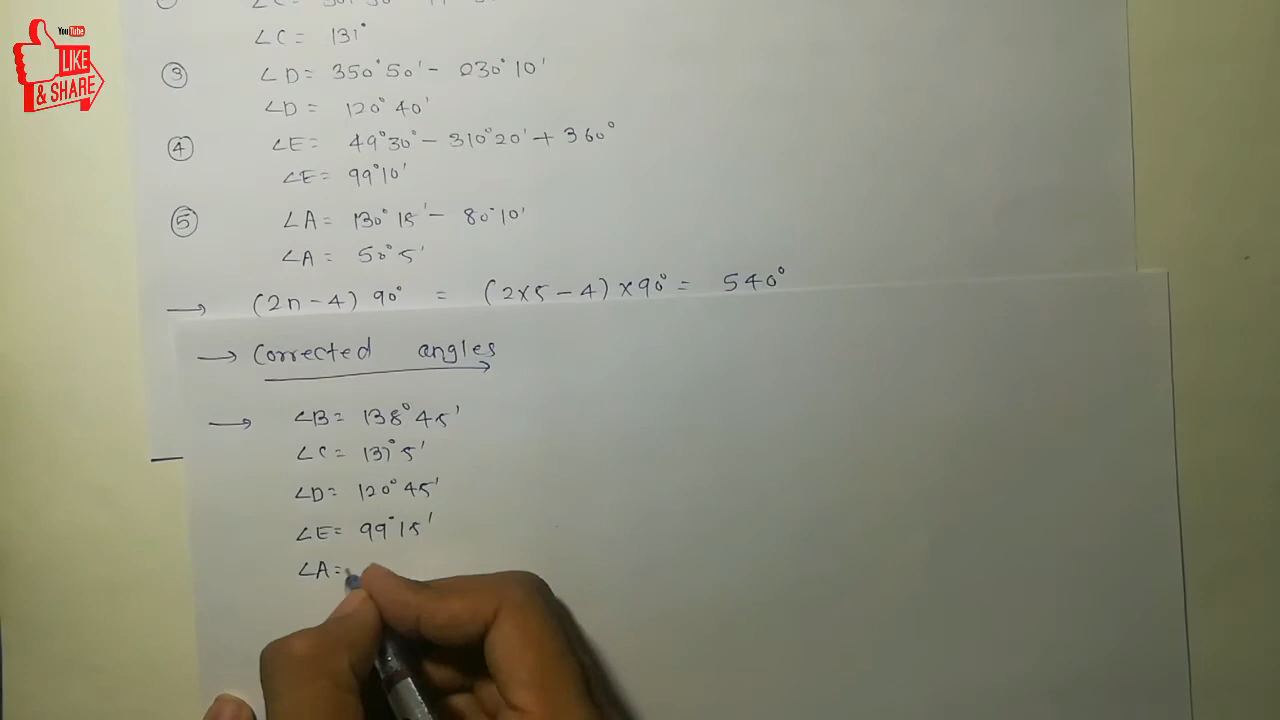 YouTube
LIKE
& SHARE
∠C = 131°
③ ∠D = 350°50' - 230°10'
∠D = 120°40'
④ ∠E = 49°30° - 310°20' + 360°
∠E = 99°10'
⑤ ∠A = 130°15' - 80°10'
∠A = 50°5'
→ (2n - 4) 90° = (2×5 - 4) × 90° = 540°
→ Corrected angles
→ ∠B = 138°45'
∠C = 131°5'
∠D = 120°45'
∠E = 99°15'
∠A =